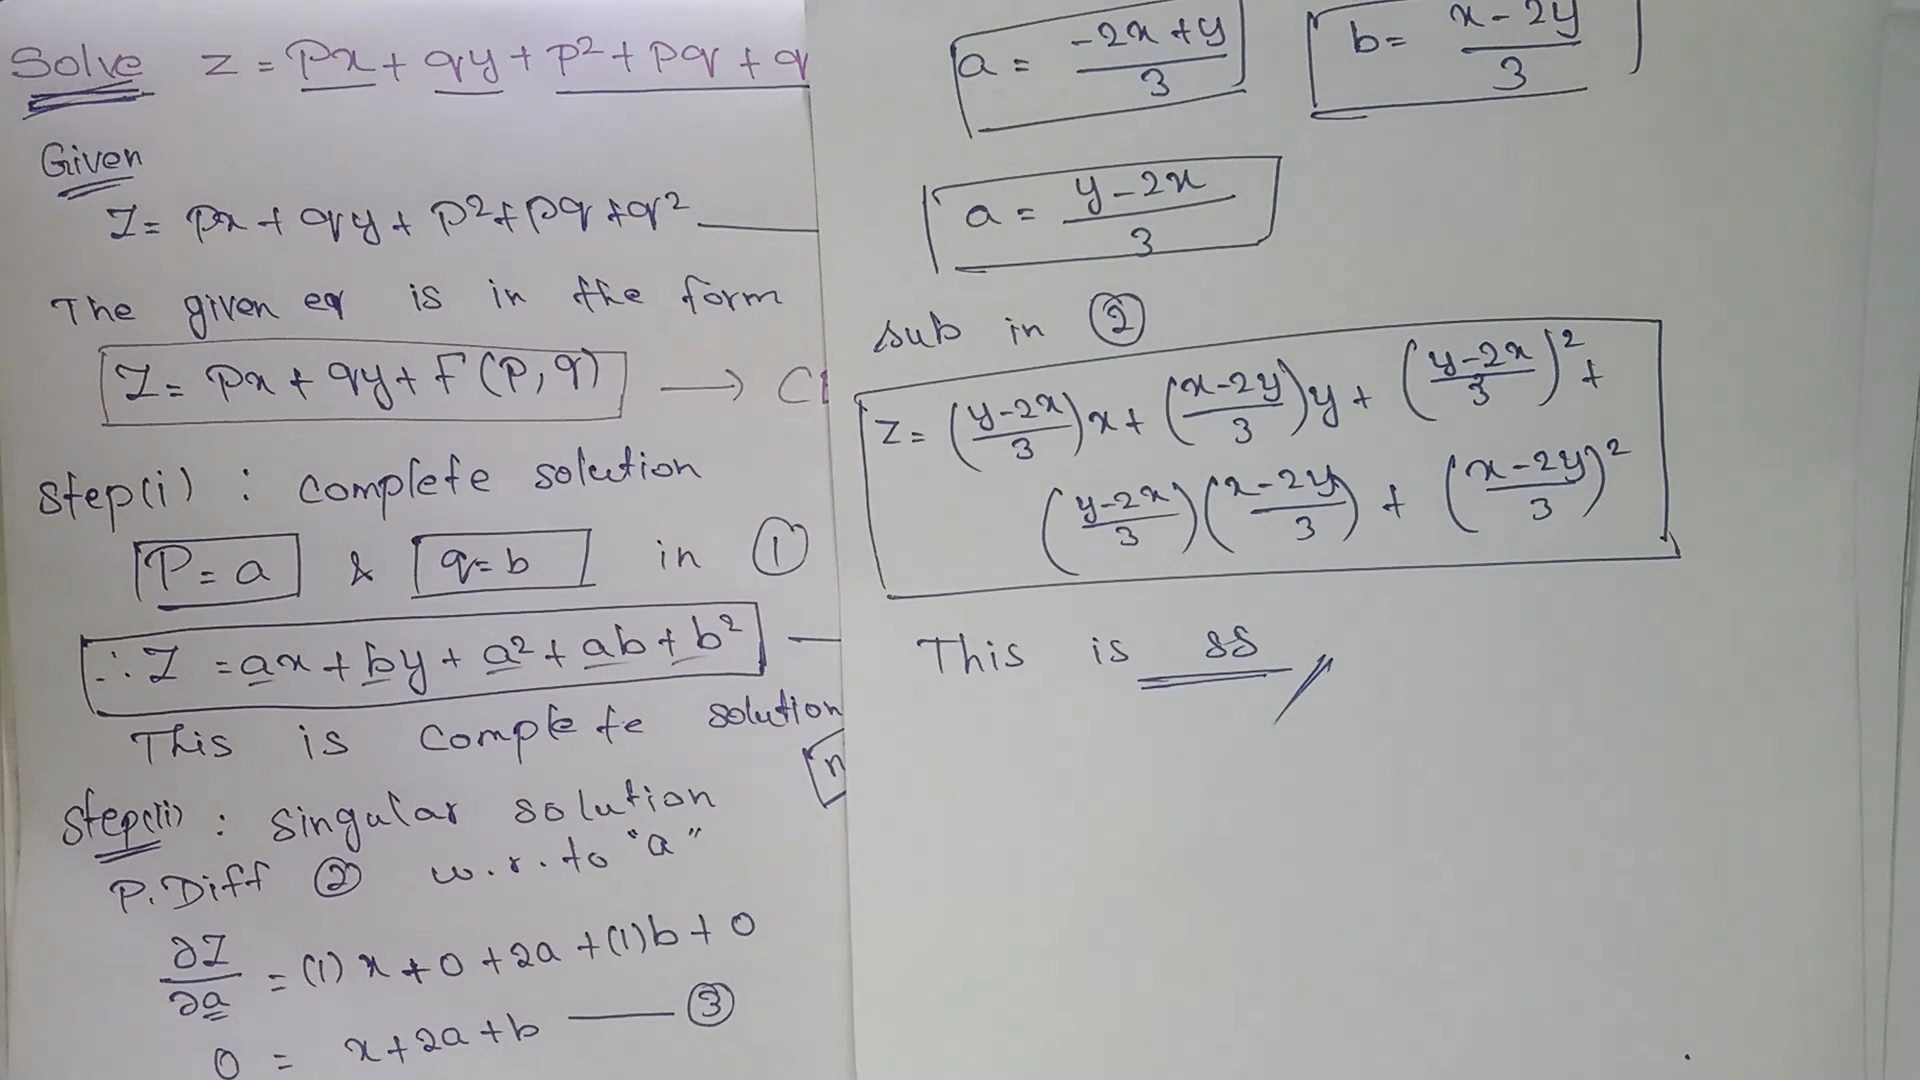 Solve z = px + qy + p² + pq + q
Given
Z = px + qy + p² + pq + q²
The given eq is in the form
Z = px + qy + F(p, q) →
Step(i) : complete solution
P = a & q = b in ①
∴ Z = ax + by + a² + ab + b²
This is complete solution
Step(ii) : singular solution
P. Diff ② w.r. to "a"
∂Z/∂a = (1) x + 0 + 2a + (1)b + 0
0 = x + 2a + b —— ③
a = (-2x + y)/3 b = (x - 2y)/3
a = (y - 2x)/3
sub in ②
Z = ((y-2x)/3)x + ((x-2y)/3)y + ((y-2x)/3)² +
((y-2x)/3)((x-2y)/3) + ((x-2y)/3)²
This is SS